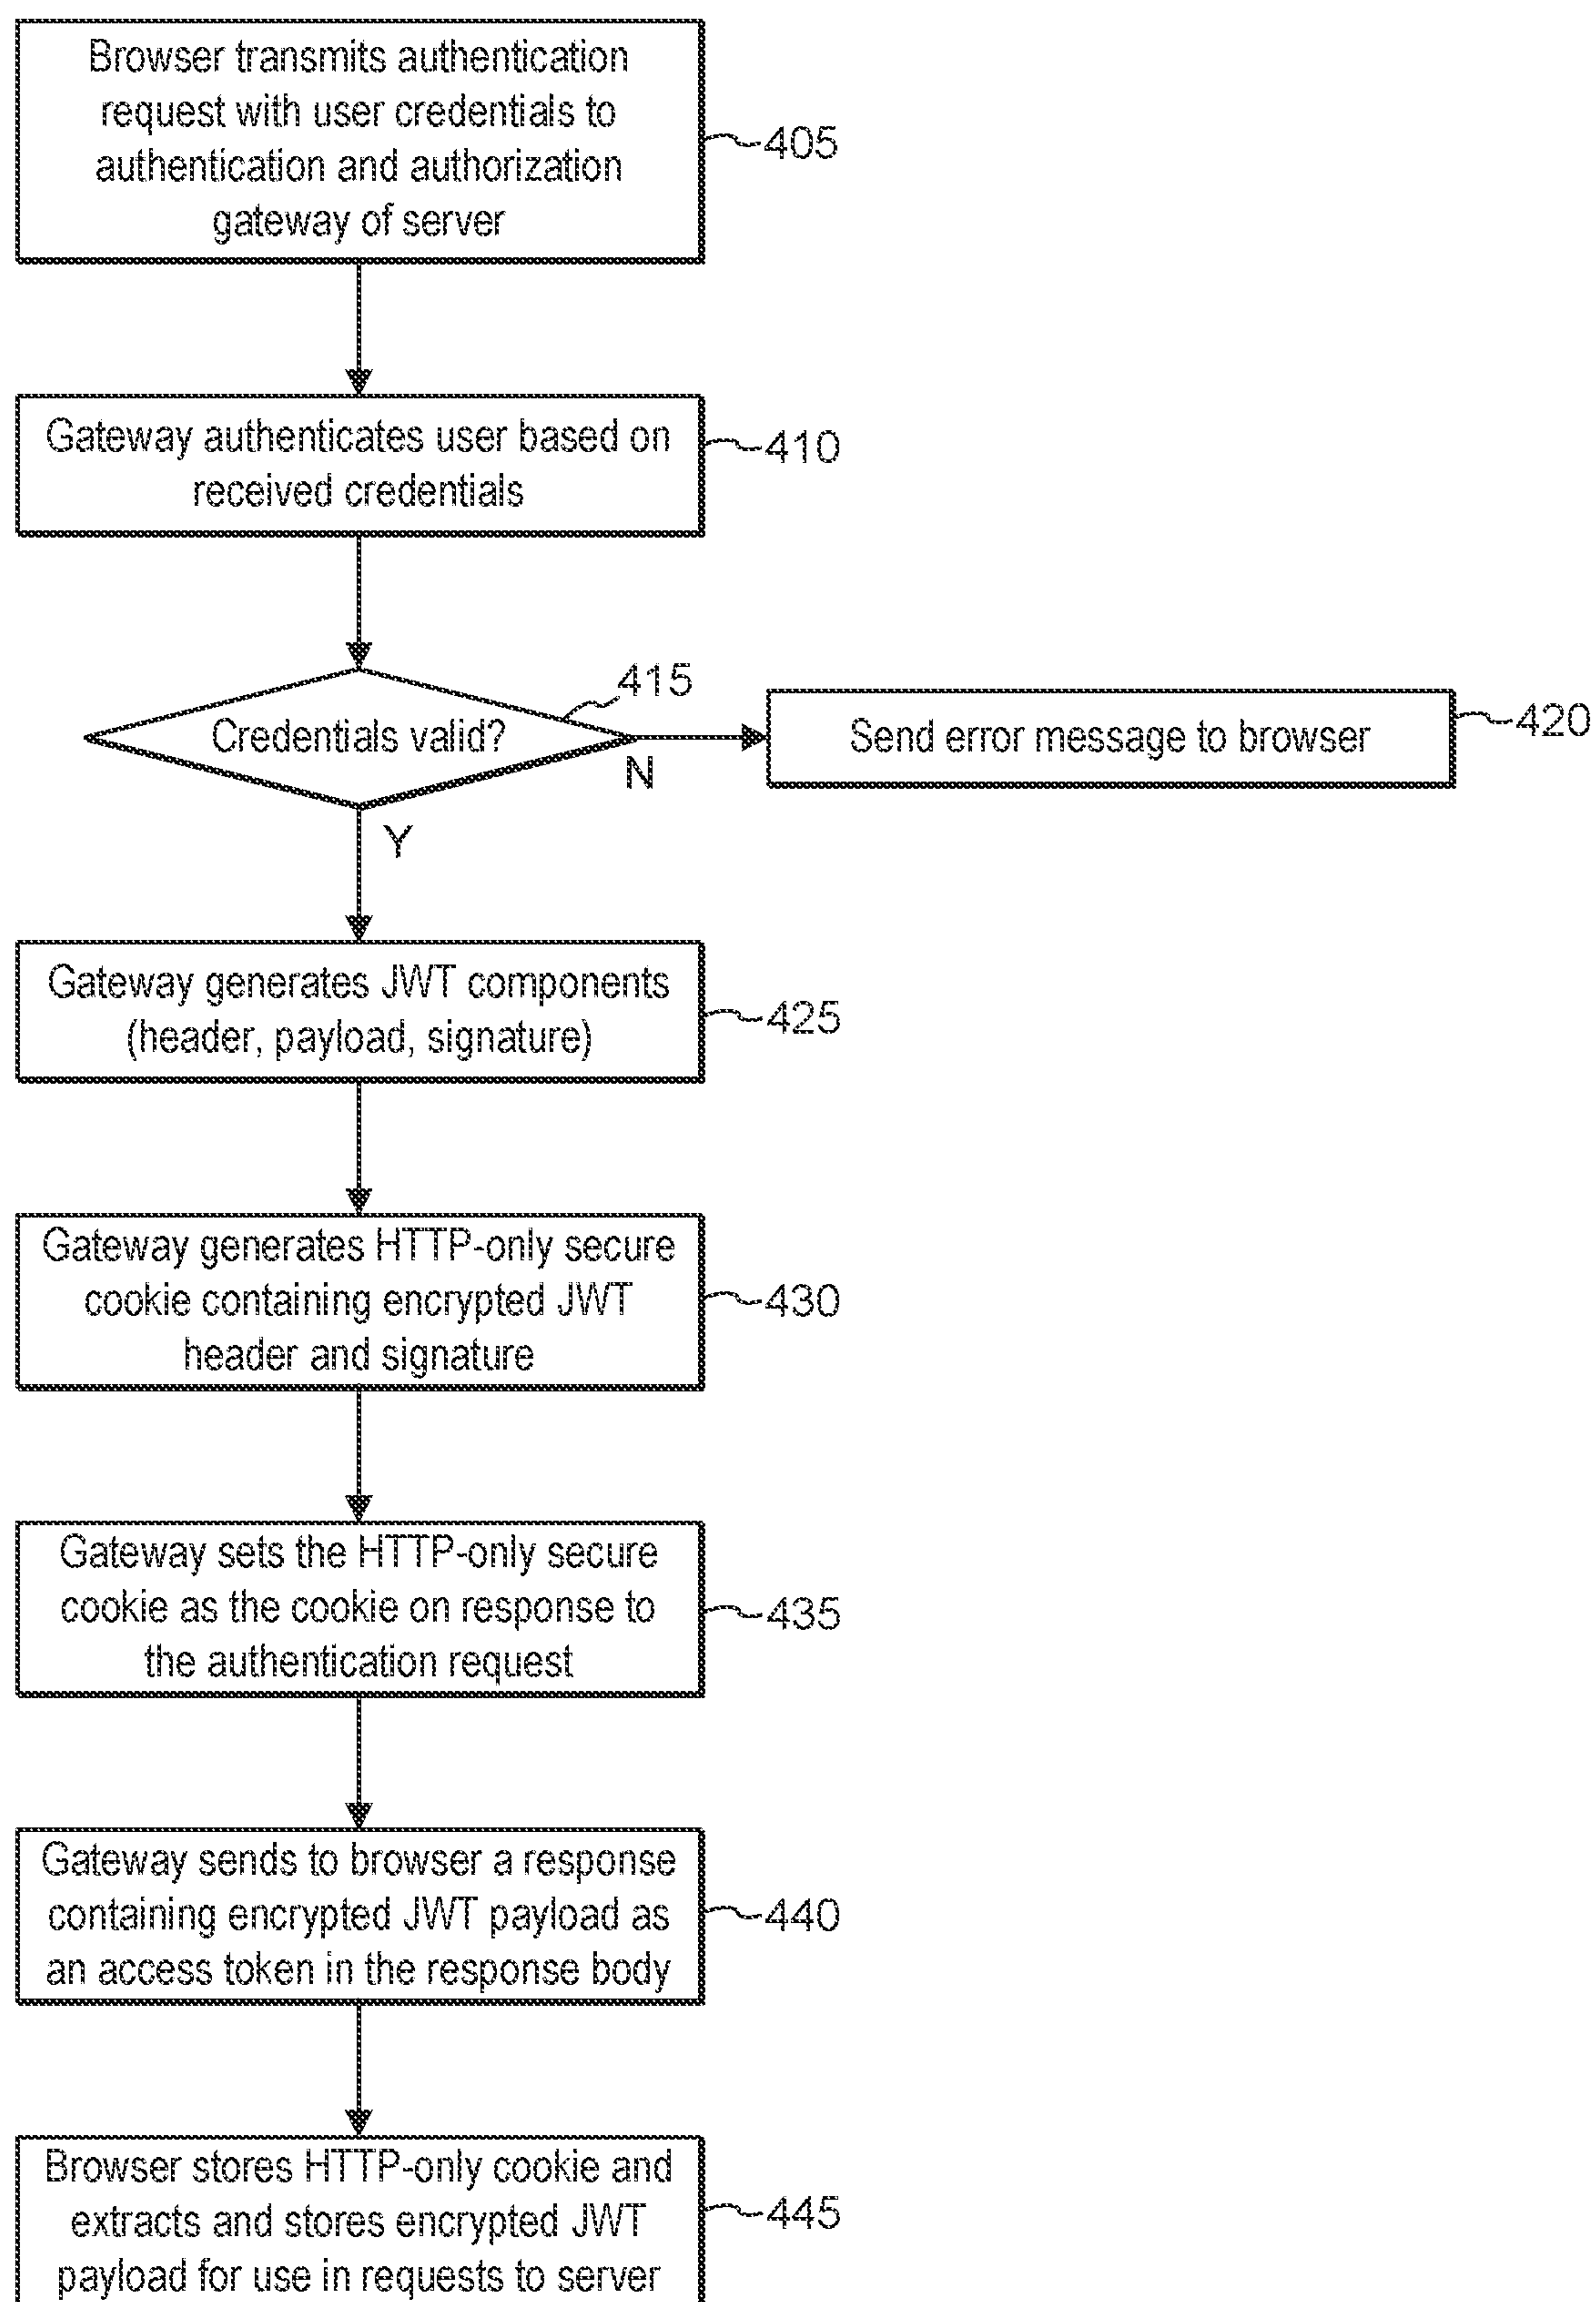 Browser transmits authentication
request with user credentials to
authentication and authorization
gateway of server
405
Gateway authenticates user based on
received credentials
410
415
Credentials valid?
N
Y
Send error message to browser
420
Gateway generates JWT components
(header, payload, signature)
425
Gateway generates HTTP-only secure
cookie containing encrypted JWT
header and signature
430
Gateway sets the HTTP-only secure
cookie as the cookie on response to
the authentication request
435
Gateway sends to browser a response
containing encrypted JWT payload as
an access token in the response body
440
Browser stores HTTP-only cookie and
extracts and stores encrypted JWT
payload for use in requests to server
445